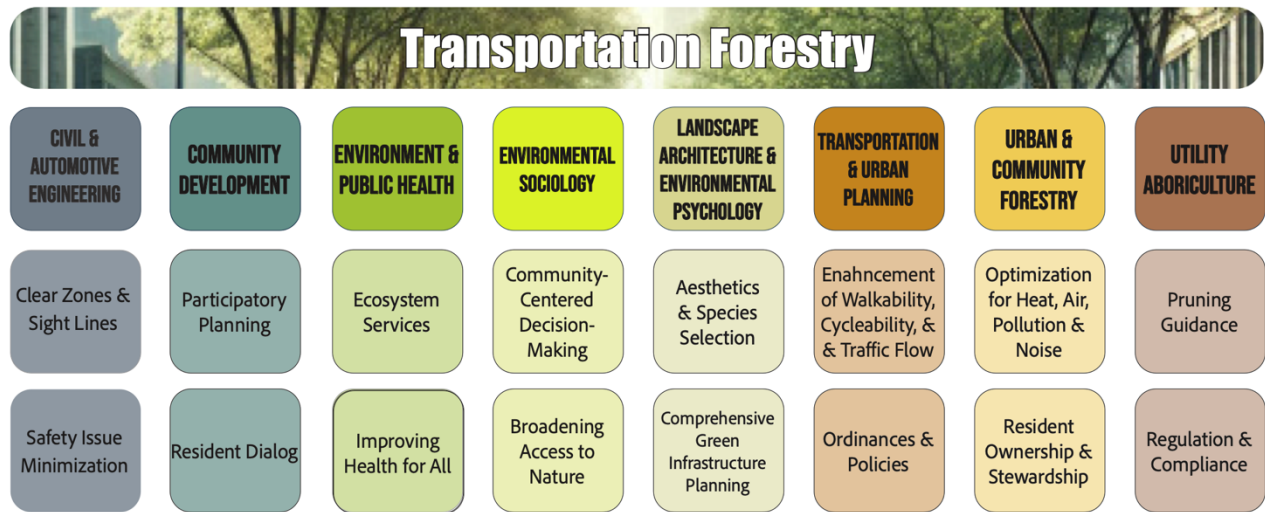 Transportation Forestry
CIVIL &
AUTOMOTIVE
ENGINEERING
COMMUNITY
DEVELOPMENT
ENVIRONMENT &
PUBLIC HEALTH
ENVIRONMENTAL
SOCIOLOGY
LANDSCAPE
ARCHITECTURE &
ENVIRONMENTAL
PSYCHOLOGY
TRANSPORTATION
& URBAN
PLANNING
URBAN &
COMMUNITY
FORESTRY
UTILITY
ABORICULTURE
Clear Zones &
Sight Lines
Participatory
Planning
Ecosystem
Services
Community-
Centered
Decision-
Making
Aesthetics
& Species
Selection
Enahncement
of Walkability,
Cycleability, &
& Traffic Flow
Optimization
for Heat, Air,
Pollution &
Noise
Pruning
Guidance
Safety Issue
Minimization
Resident Dialog
Improving
Health for All
Broadening
Access to
Nature
Comprehensive
Green
Infrastructure
Planning
Ordinances &
Policies
Resident
Ownership &
Stewardship
Regulation &
Compliance